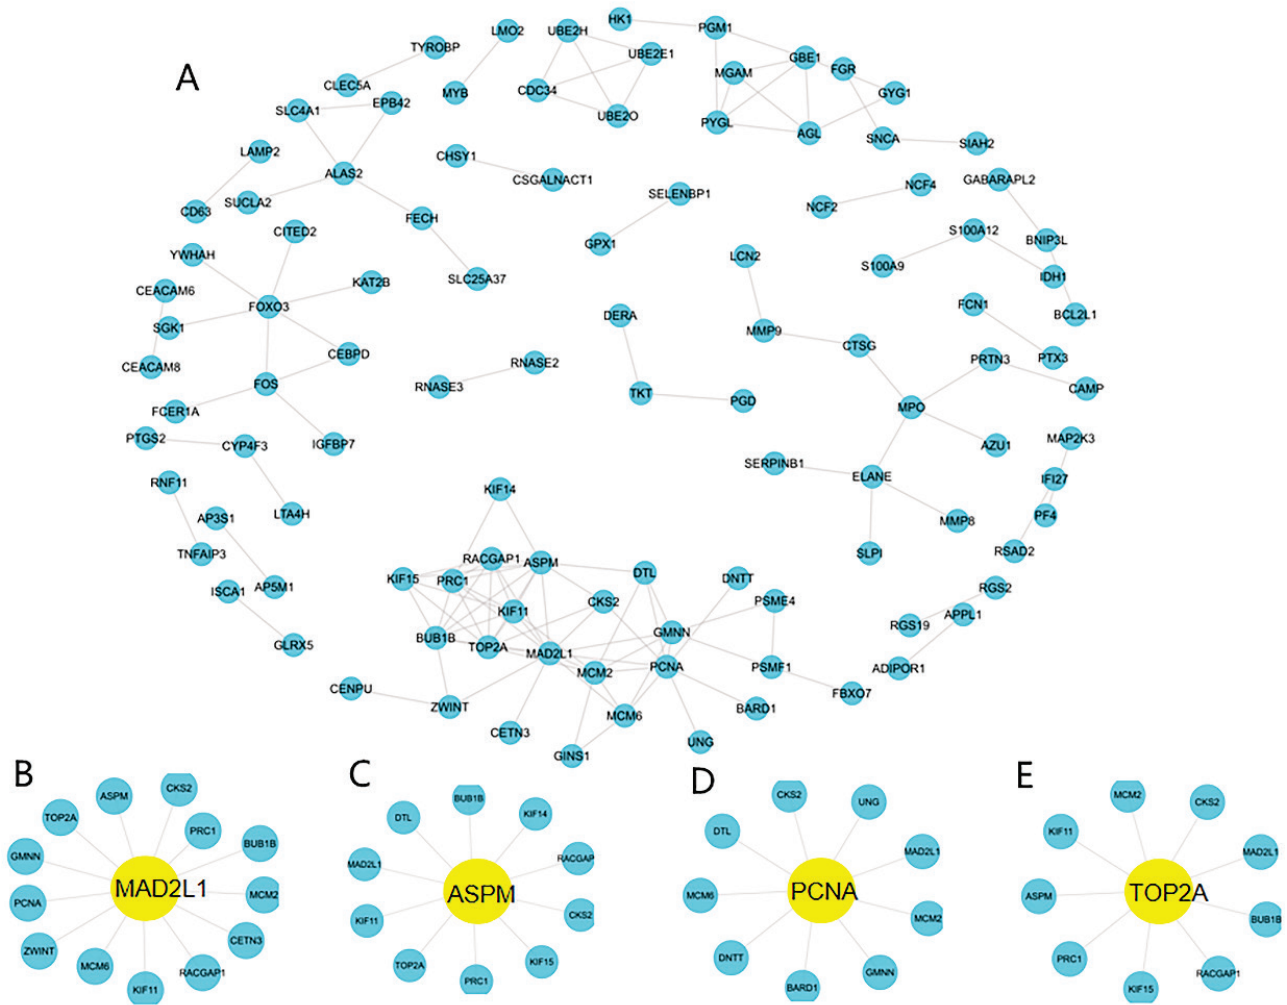 A
HK1
LMO2
UBE2H
PGM1
TYROBP
UBE2E1
GBE1
FGR
MGAM
CLEC5A
MYB
CDC34
GYG1
EPB42
SLC4A1
UBE2O
PYGL
AGL
SNCA
SIAH2
LAMP2
CHSY1
ALAS2
CSGALNACT1
GABARAPL2
NCF4
SELENBP1
SUCLA2
CD63
NCF2
FECH
CITED2
S100A12
BNIP3L
GPX1
YWHAH
LCN2
S100A9
IDH1
SLC25A37
KAT2B
CEACAM6
FOXO3
FCN1
BCL2L1
DERA
SGK1
MMP9
CTSG
CEBPD
PRTN3
PTX3
RNASE2
CEACAM8
FOS
RNASE3
CAMP
TKT
PGD
MPO
FCER1A
PTGS2
CYP4F3
IGFBP7
AZU1
MAP2K3
SERPINB1
ELANE
RNF11
IFI27
KIF14
LTA4H
AP3S1
PF4
MMP8
TNFAIP3
SLPI
RSAD2
RACGAP1
ASPM
KIF15
PRC1
DTL
DNTT
ISCA1
AP5M1
RGS2
CKS2
PSME4
KIF11
APPL1
RGS19
GMNN
BUB1B
TOP2A
GLRX5
MAD2L1
MCM2
PCNA
PSMF1
ADIPOR1
CENPU
FBXO7
ZWINT
BARD1
MCM6
CETN3
UNG
GINS1
B
CKS2
ASPM
TOP2A
PRC1
BUB1B
GMNN
MAD2L1
MCM2
PCNA
CETN3
ZWINT
MCM6
RACGAP1
KIF11
C
BUB1B
KIF14
DTL
RACGAP
MAD2L1
ASPM
CKS2
KIF11
KIF15
TOP2A
PRC1
D
CKS2
UNG
DTL
MAD2L1
PCNA
MCM6
MCM2
DNTT
GMNN
BARD1
E
MCM2
CKS2
KIF11
MAD2L1
TOP2A
ASPM
BUB1B
PRC1
RACGAP1
KIF15